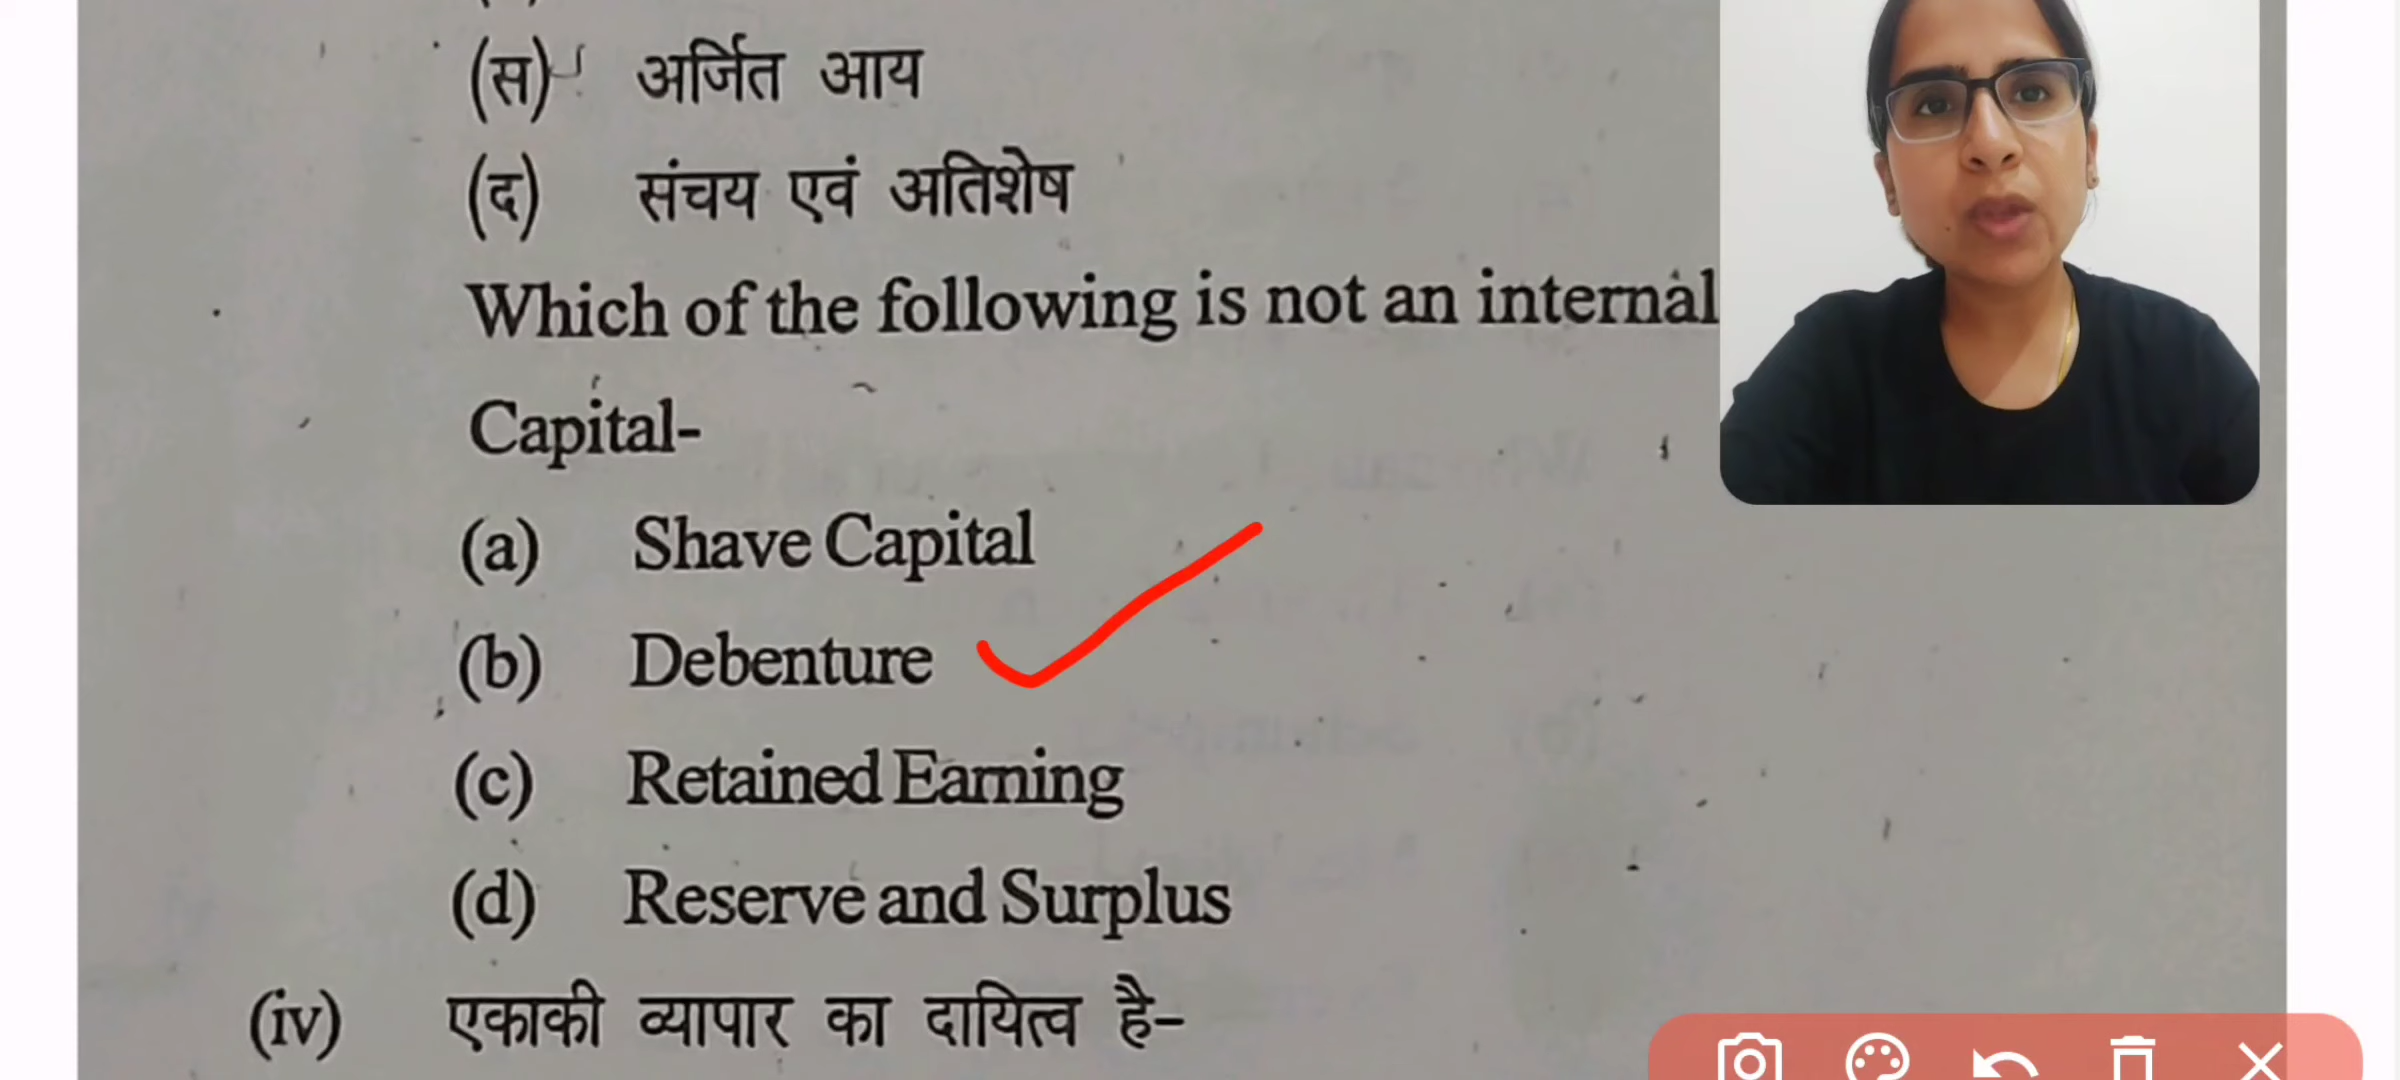 (स) अर्जित आय
(द) संचय एवं अतिशेष
Which of the following is not an internal
Capital-
(a) Shave Capital
(b) Debenture
(c) Retained Earning
(d) Reserve and Surplus
(iv) एकाकी व्यापार का दायित्व है-